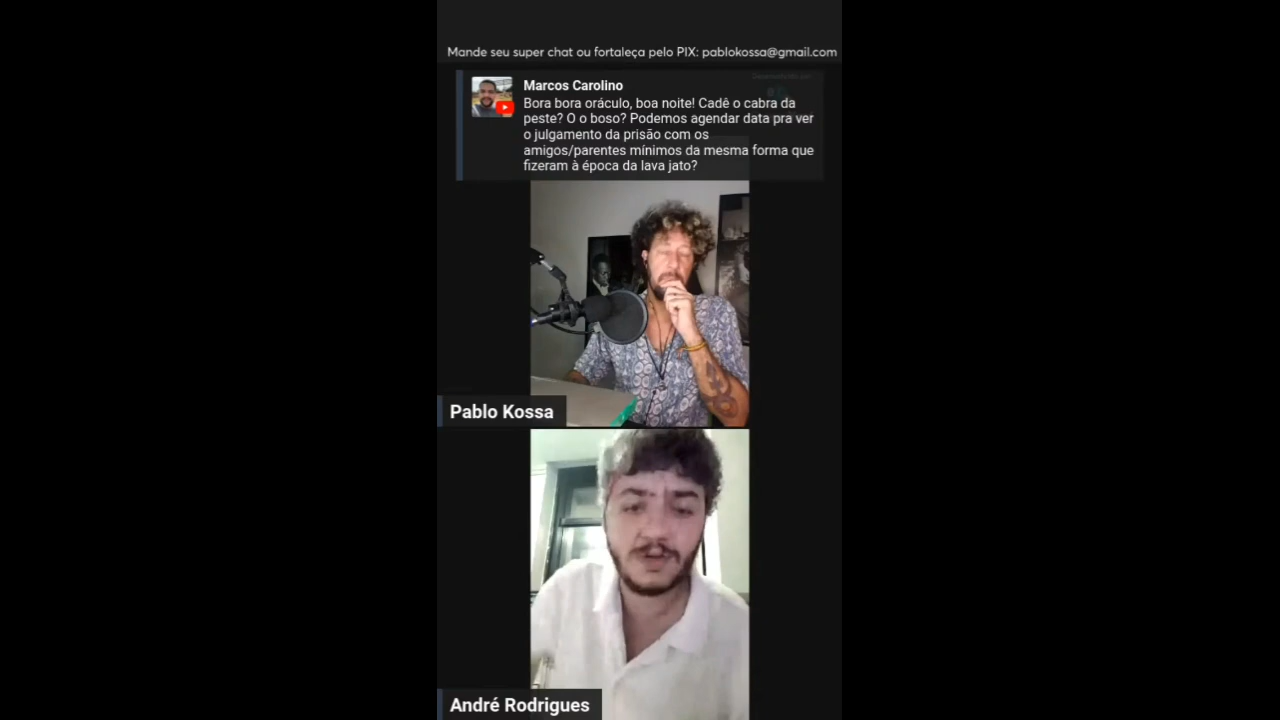 Mande seu super chat ou fortaleça pelo PIX: pablokossa@gmail.com
Marcos Carolino
Bora bora oráculo, boa noite! Cadê o cabra da
peste? O o boso? Podemos agendar data pra ver
o julgamento da prisão com os
amigos/parentes mínimos da mesma forma que
fizeram à época da lava jato?
Pablo Kossa
André Rodrigues